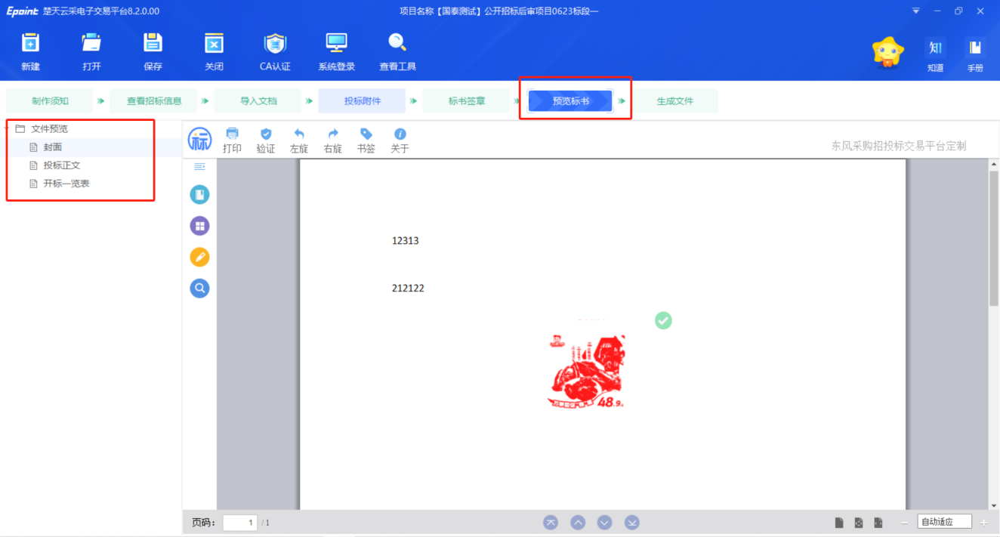 Epoint 楚天云采电子交易平台8.2.0.00
项目名称【国泰测试】公开招标后审项目0623标段一
新建
打开
保存
关闭
CA认证
系统登录
查看工具
知
知道
手册
制作须知
查看招标信息
导入文档
投标附件
标书签章
预览标书
生成文件
文件预览
封面
投标正文
开标一览表
标
打印
验证
左旋
右旋
书签
关于
东风采购招投标交易平台定制
12313
212122
48.9
页码: 1 / 1
自动适应